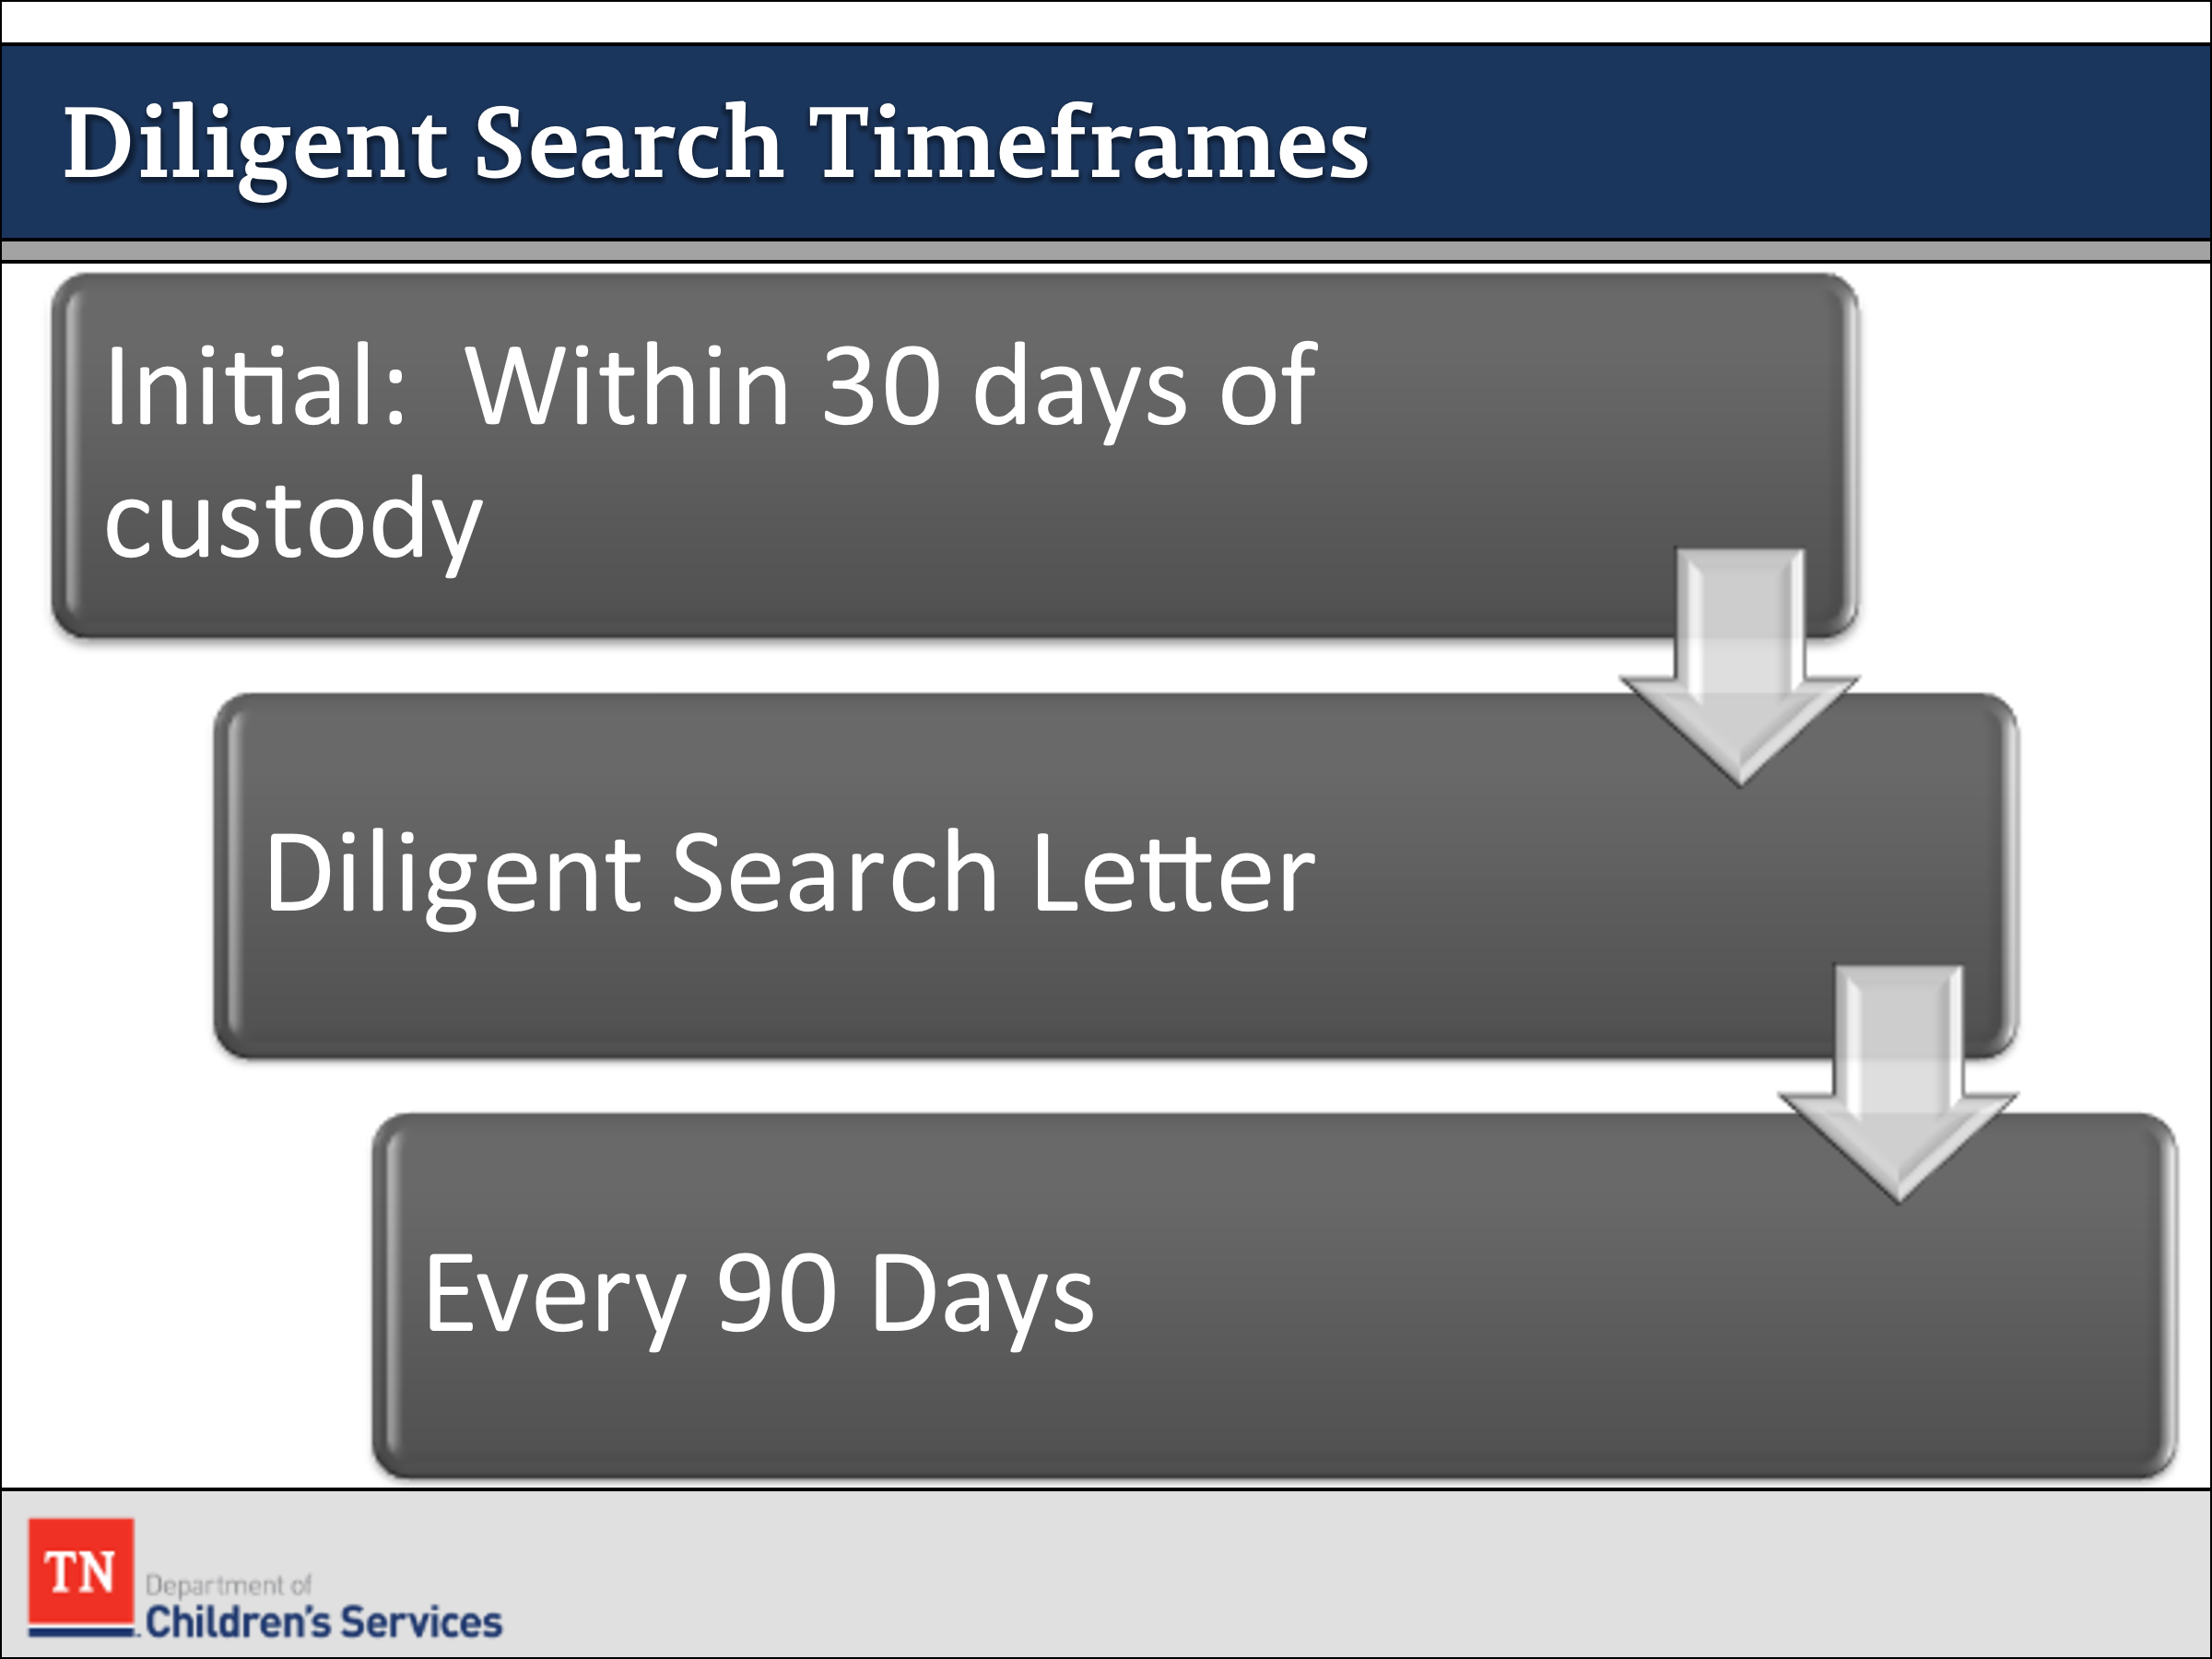 Diligent Search Timeframes
Initial:  Within 30 days of
custody
Diligent Search Letter
Every 90 Days
TN
Department of
Children's Services